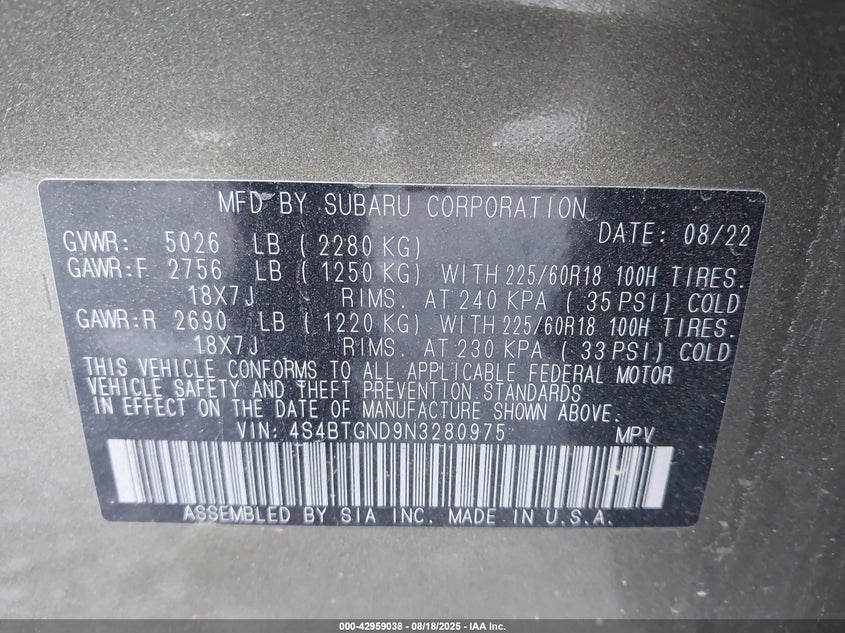 MFD BY SUBARU CORPORATION
GVWR: 5026 LB ( 2280 KG) DATE: 08/22
GAWR:F 2756 LB ( 1250 KG) WITH 225/60R18 100H TIRES.
18X7J RIMS. AT 240 KPA ( 35 PSI) COLD
GAWR:R 2690 LB ( 1220 KG) WITH 225/60R18 100H TIRES.
18X7J RIMS. AT 230 KPA ( 33 PSI) COLD
THIS VEHICLE CONFORMS TO ALL APPLICABLE FEDERAL MOTOR
VEHICLE SAFETY AND THEFT PREVENTION STANDARDS
IN EFFECT ON THE DATE OF MANUFACTURE SHOWN ABOVE.
VIN: 4S4BTGND9N3280975 MPV
ASSEMBLED BY SIA INC. MADE IN U.S.A.
000-42959038 - 08/18/2025 - IAA Inc.